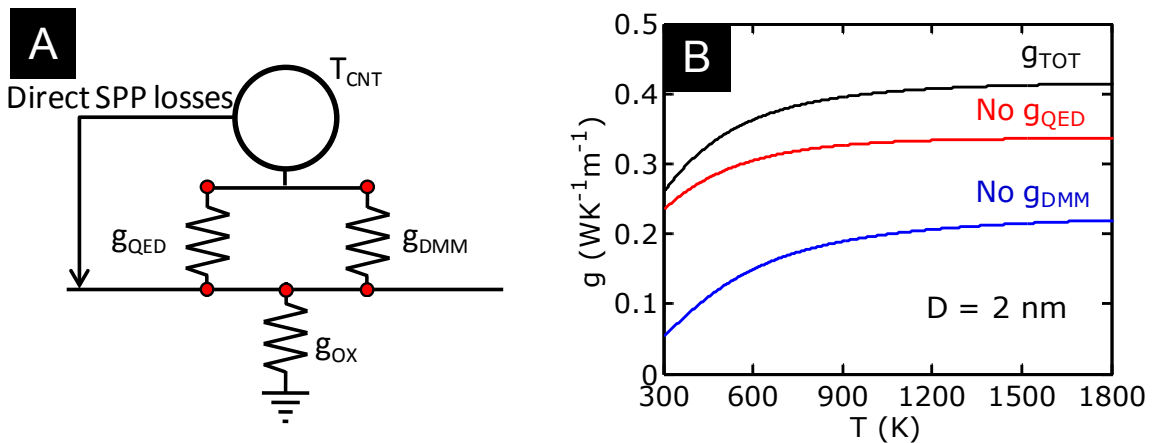 A
T_CNT
Direct SPP losses
g_QED
g_DMM
g_OX
B
0.5
0.4
0.3
0.2
0.1
0
g (WK⁻¹m⁻¹)
g_TOT
No g_QED
No g_DMM
D = 2 nm
300 600 900 1200 1500 1800
T (K)